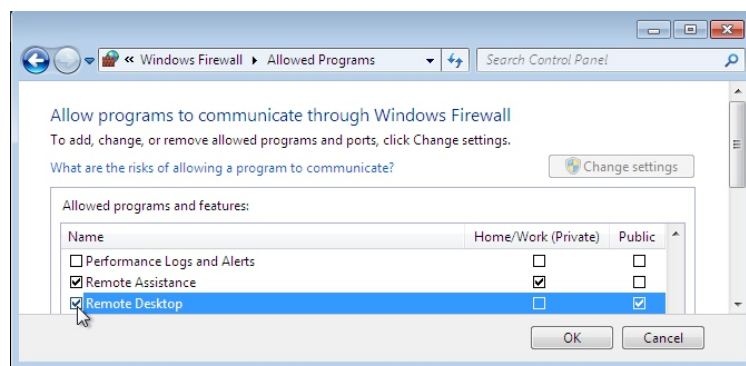 « Windows Firewall ▸ Allowed Programs
Search Control Panel
Allow programs to communicate through Windows Firewall
To add, change, or remove allowed programs and ports, click Change settings.
What are the risks of allowing a program to communicate?
Change settings
Allowed programs and features:
Name Home/Work (Private) Public
Performance Logs and Alerts
Remote Assistance
Remote Desktop
OK Cancel